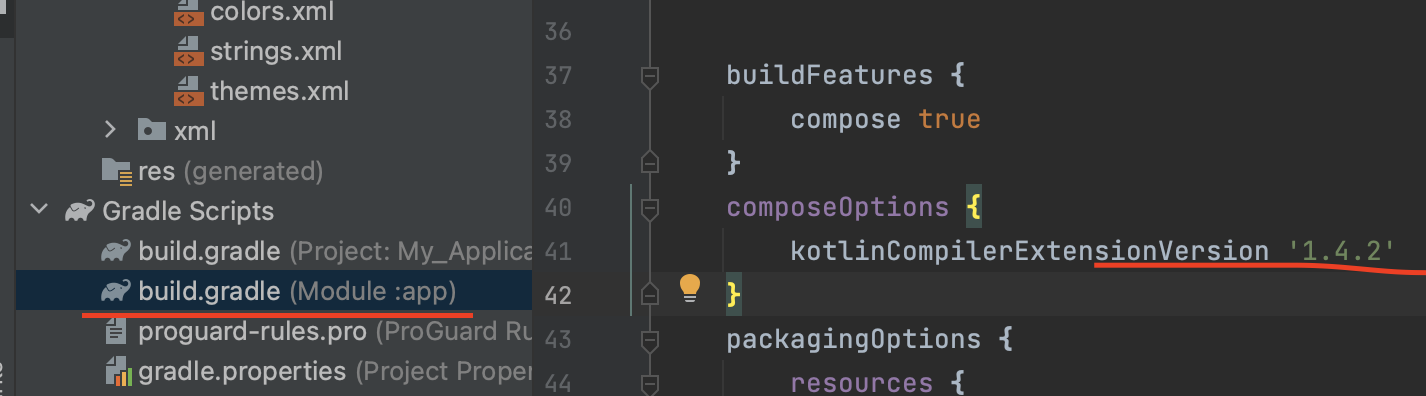 colors.xml
strings.xml
themes.xml
xml
res (generated)
Gradle Scripts
build.gradle (Project: My_Applica
build.gradle (Module :app)
proguard-rules.pro (ProGuard Ru
gradle.properties (Project Proper
36
37 buildFeatures {
38 compose true
39 }
40 composeOptions {
41 kotlinCompilerExtensionVersion '1.4.2'
42 }
43 packagingOptions {
44 resources {